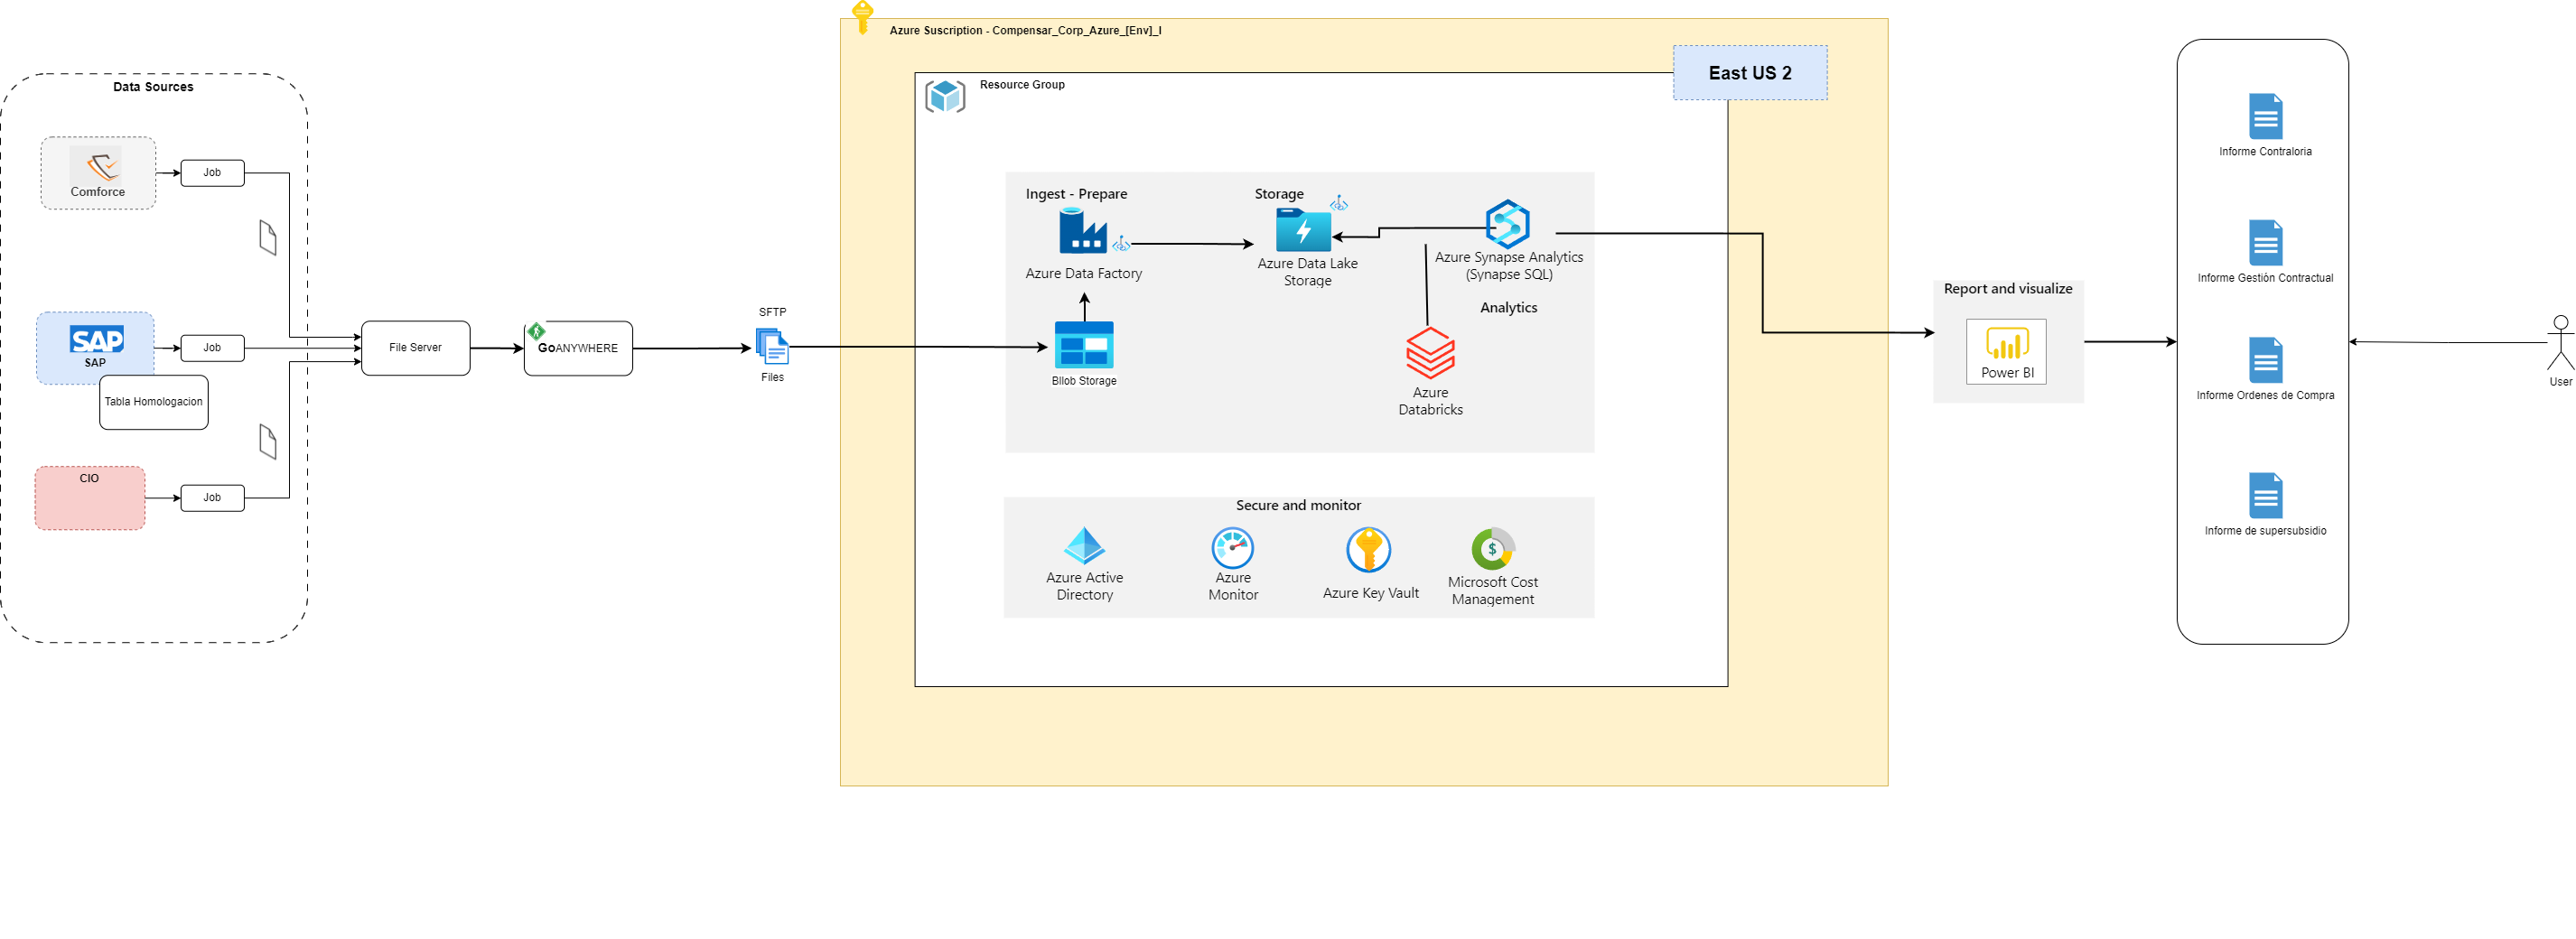 Data Sources
Comforce
Job
SAP
SAP
Job
Tabla Homologacion
CIO
Job
File Server
GoANYWHERE
SFTP
Files
Azure Suscription - Compensar_Corp_Azure_[Env]_I
East US 2
Resource Group
Ingest - Prepare
Azure Data Factory
Bllob Storage
Storage
Azure Data Lake
Storage
Azure Synapse Analytics
(Synapse SQL)
Analytics
Azure
Databricks
Secure and monitor
Azure Active
Directory
Azure
Monitor
Azure Key Vault
$
Microsoft Cost
Management
Report and visualize
Power BI
Informe Contraloria
Informe Gestión Contractual
Informe Ordenes de Compra
Informe de supersubsidio
User